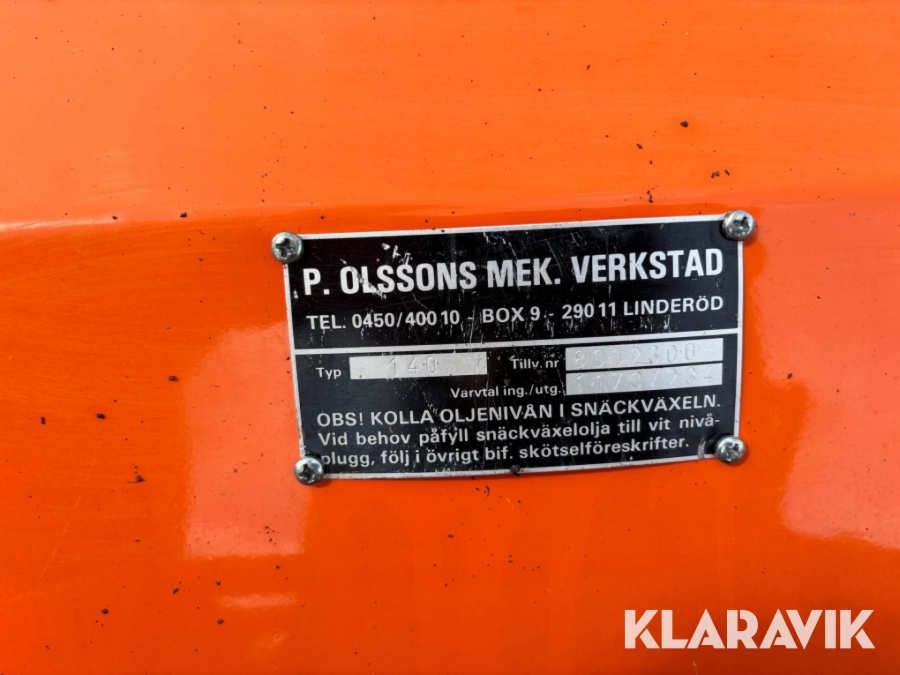 P. OLSSONS MEK. VERKSTAD
TEL. 0450/400 10 - BOX 9 - 290 11 LINDERÖD
Typ 140 Tillv. nr
Varvtal ing./utg.
OBS! KOLLA OLJENIVÅN I SNÄCKVÄXELN.
Vid behov påfyll snäckväxelolja till vit nivå-
plugg, följ i övrigt bif. skötselföreskrifter.
KLARAVIK